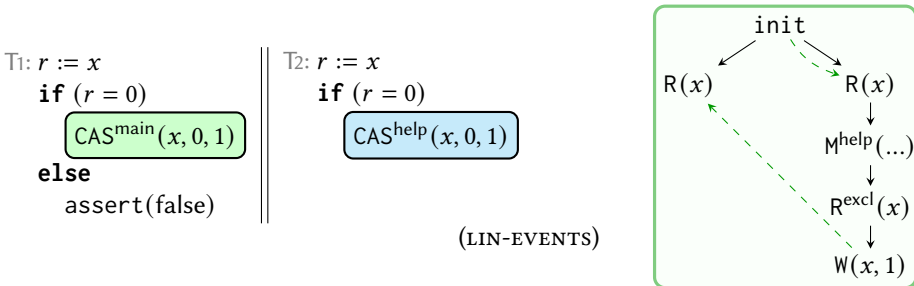 T1: r := x
if (r = 0)
CAS^main(x, 0, 1)
else
assert(false)
T2: r := x
if (r = 0)
CAS^help(x, 0, 1)
(LIN-EVENTS)
init
R(x) R(x)
M^help(...)
R^excl(x)
W(x, 1)